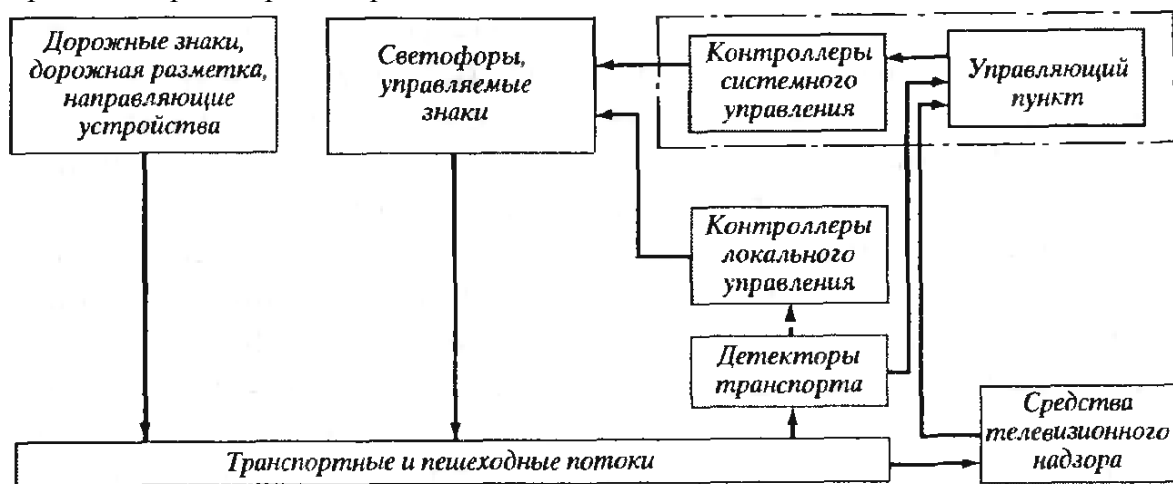 Дорожные знаки,
дорожная разметка,
направляющие
устройства
Светофоры,
управляемые
знаки
Контроллеры
системного
управления
Управляющий
пункт
Контроллеры
локального
управления
Детекторы
транспорта
Средства
телевизионного
надзора
Транспортные и пешеходные потоки